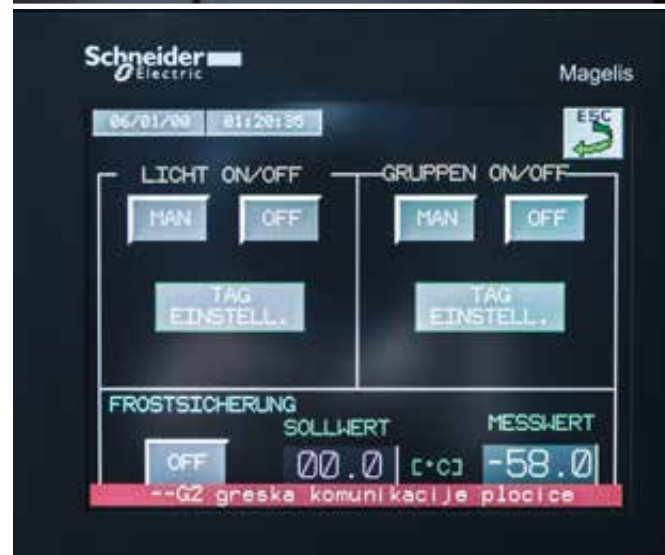 Schneider
Electric
Magelis
06/01/00 01:20:35
ESC
LICHT ON/OFF
GRUPPEN ON/OFF
MAN OFF
MAN OFF
TAG
EINSTELL.
TAG
EINSTELL.
FROSTSICHERUNG
SOLLWERT
MESSWERT
OFF
00.0 [°C] -58.0
--G2 greska komunikacije plocice